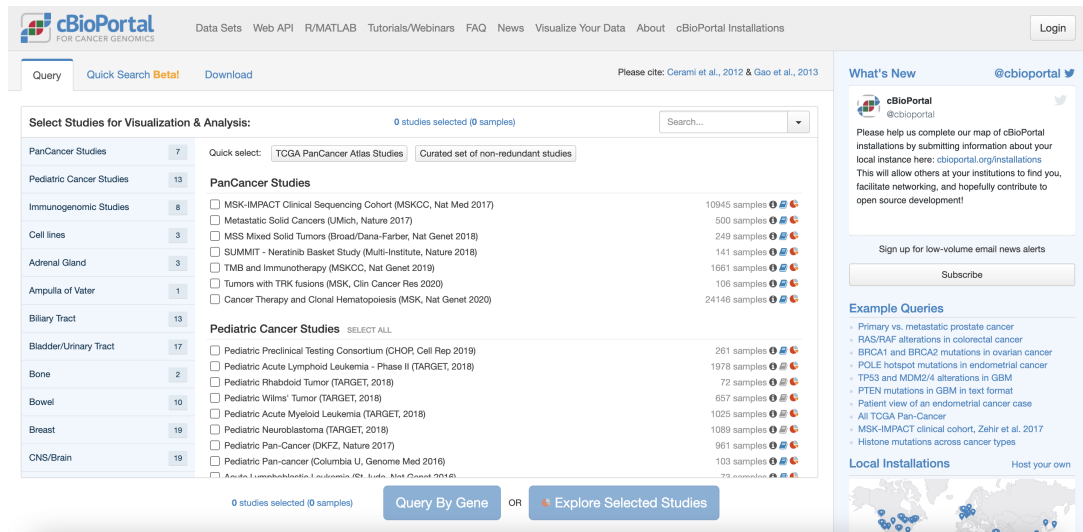 cBioPortal
FOR CANCER GENOMICS
Data Sets Web API R/MATLAB Tutorials/Webinars FAQ News Visualize Your Data About cBioPortal Installations
Login
Query
Quick Search Beta!
Download
Please cite: Cerami et al., 2012 & Gao et al., 2013
Select Studies for Visualization & Analysis:
0 studies selected (0 samples)
Search...
PanCancer Studies 7
Pediatric Cancer Studies 13
Immunogenomic Studies 8
Cell lines 3
Adrenal Gland 3
Ampulla of Vater 1
Biliary Tract 13
Bladder/Urinary Tract 17
Bone 2
Bowel 10
Breast 19
CNS/Brain 19
Quick select: TCGA PanCancer Atlas Studies Curated set of non-redundant studies
PanCancer Studies
MSK-IMPACT Clinical Sequencing Cohort (MSKCC, Nat Med 2017) 10945 samples
Metastatic Solid Cancers (UMich, Nature 2017) 500 samples
MSS Mixed Solid Tumors (Broad/Dana-Farber, Nat Genet 2018) 249 samples
SUMMIT - Neratinib Basket Study (Multi-Institute, Nature 2018) 141 samples
TMB and Immunotherapy (MSKCC, Nat Genet 2019) 1661 samples
Tumors with TRK fusions (MSK, Clin Cancer Res 2020) 106 samples
Cancer Therapy and Clonal Hematopoiesis (MSK, Nat Genet 2020) 24146 samples
Pediatric Cancer Studies SELECT ALL
Pediatric Preclinical Testing Consortium (CHOP, Cell Rep 2019) 261 samples
Pediatric Acute Lymphoid Leukemia - Phase II (TARGET, 2018) 1978 samples
Pediatric Rhabdoid Tumor (TARGET, 2018) 72 samples
Pediatric Wilms' Tumor (TARGET, 2018) 657 samples
Pediatric Acute Myeloid Leukemia (TARGET, 2018) 1025 samples
Pediatric Neuroblastoma (TARGET, 2018) 1089 samples
Pediatric Pan-Cancer (DKFZ, Nature 2017) 961 samples
Pediatric Pan-cancer (Columbia U, Genome Med 2016) 103 samples
Acute Lymphoblastic Leukemia (St Jude, Nat Genet 2016) 73 samples
0 studies selected (0 samples)
Query By Gene
OR
Explore Selected Studies
What's New
@cbioportal
cBioPortal
@cbioportal
Please help us complete our map of cBioPortal
installations by submitting information about your
local instance here: cbioportal.org/installations
This will allow others at your institutions to find you,
facilitate networking, and hopefully contribute to
open source development!
Sign up for low-volume email news alerts
Subscribe
Example Queries
Primary vs. metastatic prostate cancer
RAS/RAF alterations in colorectal cancer
BRCA1 and BRCA2 mutations in ovarian cancer
POLE hotspot mutations in endometrial cancer
TP53 and MDM2/4 alterations in GBM
PTEN mutations in GBM in text format
Patient view of an endometrial cancer case
All TCGA Pan-Cancer
MSK-IMPACT clinical cohort, Zehir et al. 2017
Histone mutations across cancer types
Local Installations
Host your own